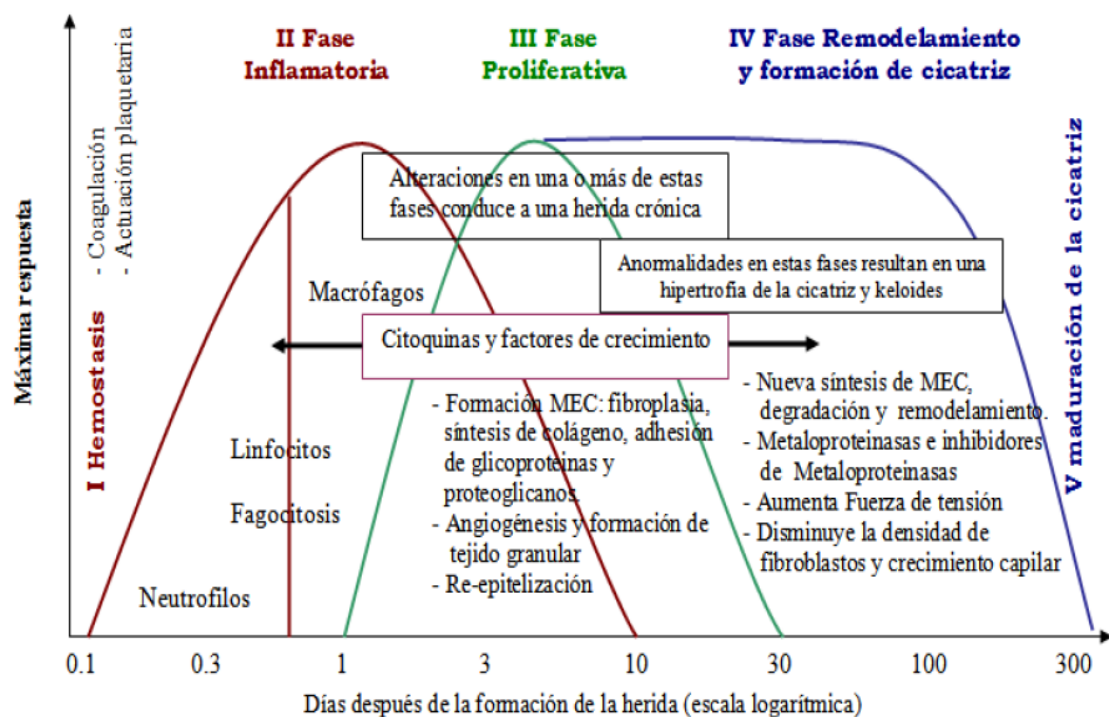 II Fase
Inflamatoria
III Fase
Proliferativa
IV Fase Remodelamiento
y formación de cicatriz
Máxima respuesta
I Hemostasis
- Coagulación
- Actuación plaquetaria
Alteraciones en una o más de estas
fases conduce a una herida crónica
Anormalidades en estas fases resultan en una
hipertrofia de la cicatriz y keloides
Macrófagos
Citoquinas y factores de crecimiento
Linfocitos
Fagocitosis
Neutrofilos
- Formación MEC: fibroplasia,
síntesis de colágeno, adhesión
de glicoproteinas y
proteoglicanos.
- Angiogénesis y formación de
tejido granular
- Re-epitelización
- Nueva síntesis de MEC,
degradación y remodelamiento.
- Metaloproteinasas e inhibidores
de Metaloproteinasas
- Aumenta Fuerza de tensión
- Disminuye la densidad de
fibroblastos y crecimiento capilar
V maduración de la cicatriz
0.1 0.3 1 3 10 30 100 300
Días después de la formación de la herida (escala logarítmica)